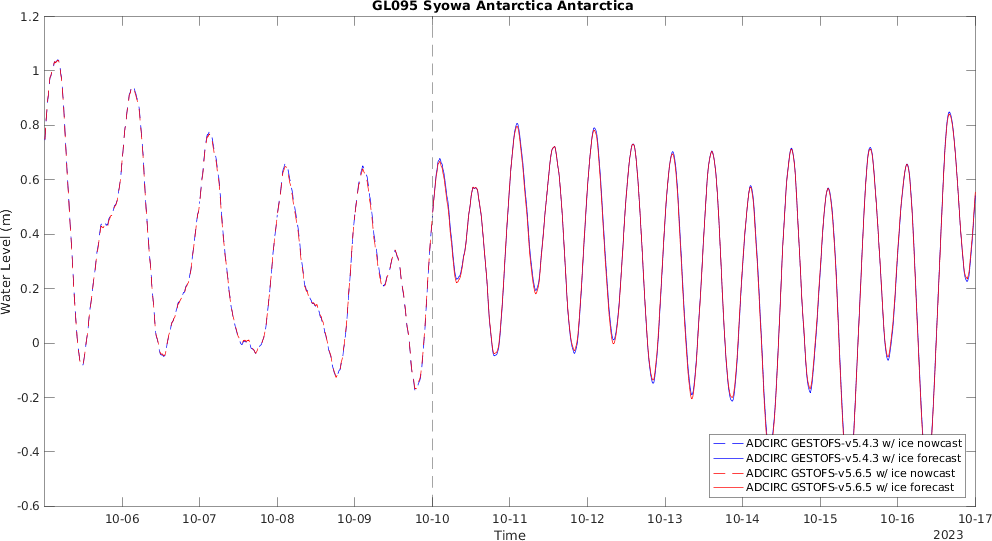 GL095 Syowa Antarctica Antarctica
1.2
1
0.8
0.6
0.4
0.2
0
-0.2
-0.4
-0.6
Water Level (m)
ADCIRC GESTOFS-v5.4.3 w/ ice nowcast
ADCIRC GESTOFS-v5.4.3 w/ ice forecast
ADCIRC GSTOFS-v5.6.5 w/ ice nowcast
ADCIRC GSTOFS-v5.6.5 w/ ice forecast
10-06 10-07 10-08 10-09 10-10 10-11 10-12 10-13 10-14 10-15 10-16 10-17
Time
2023